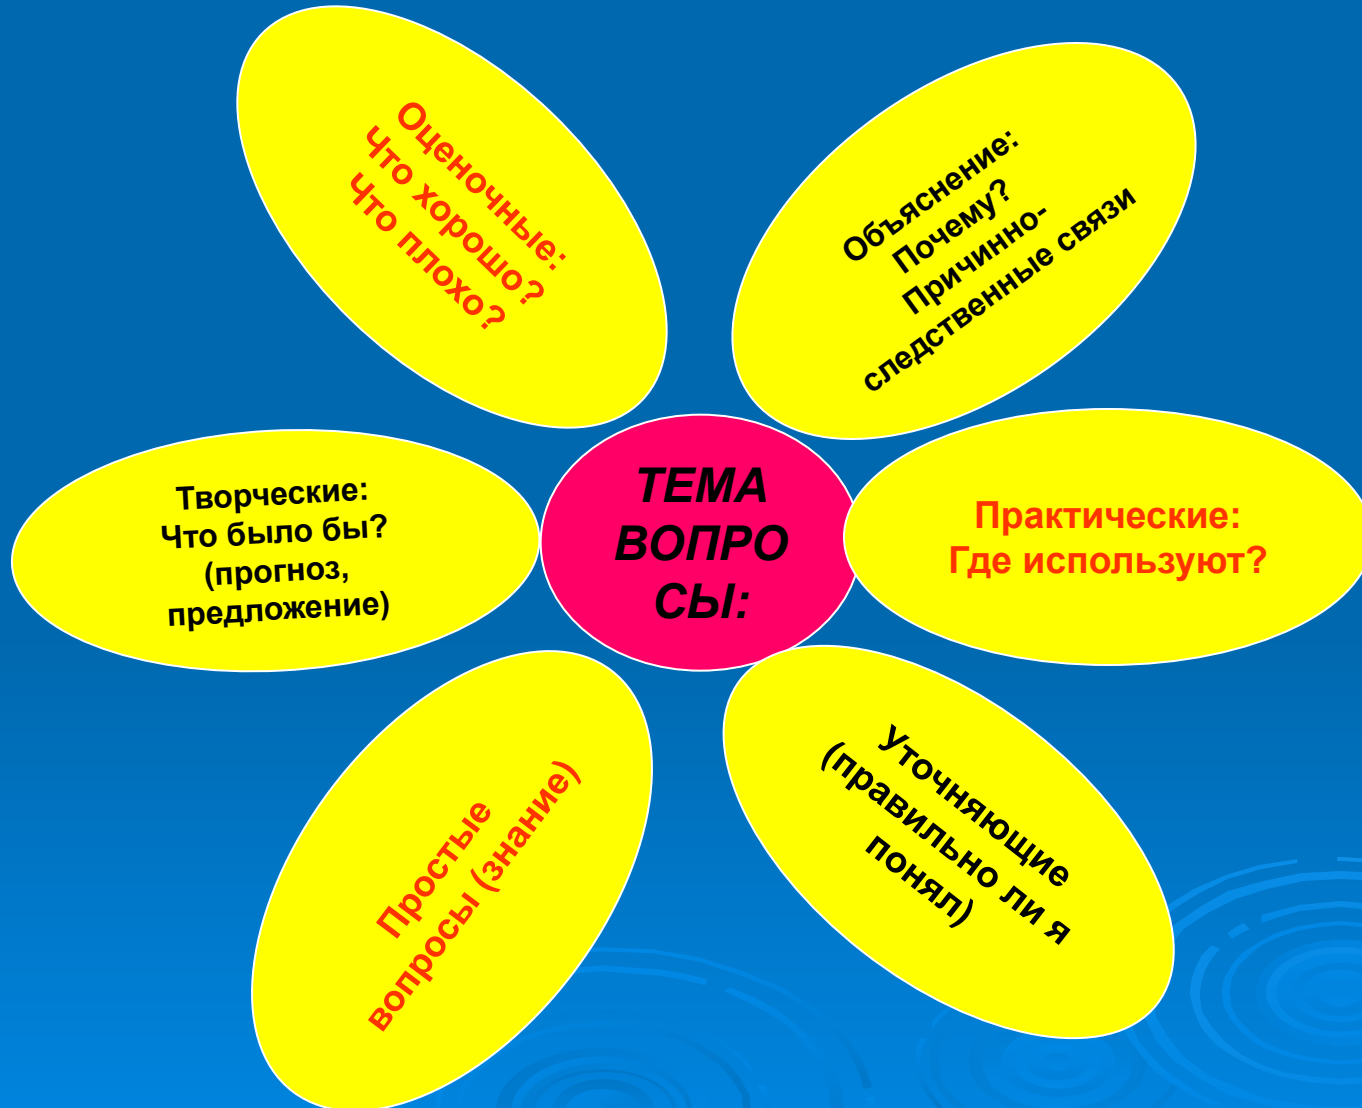 Оценочные:
Что хорошо?
Что плохо?
Объяснение:
Почему?
Причинно-
следственные связи
Творческие:
Что было бы?
(прогноз,
предложение)
ТЕМА
ВОПРО
СЫ:
Практические:
Где используют?
Простые
вопросы (знание)
Уточняющие
(правильно ли я
понял)